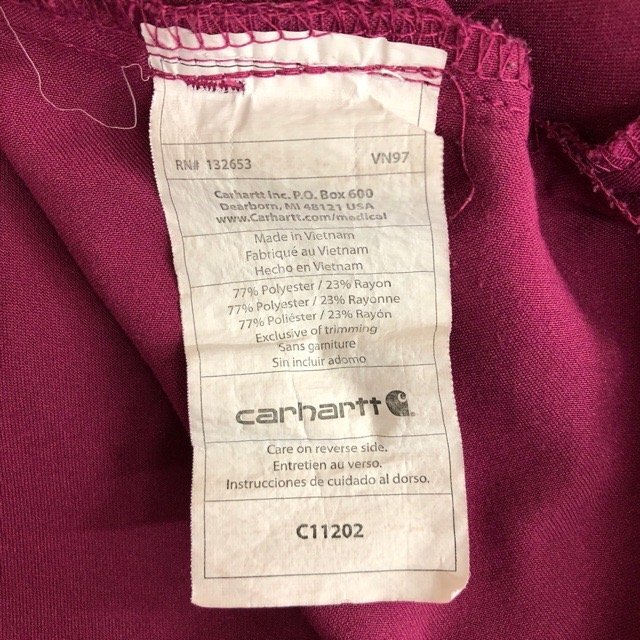 RN# 132653 VN97
Carhartt Inc. P.O. Box 600
Dearborn, MI 48121 USA
www.Carhartt.com/medical
Made in Vietnam
Fabriqué au Vietnam
Hecho en Vietnam
77% Polyester / 23% Rayon
77% Polyester / 23% Rayonne
77% Poliéster / 23% Rayón
Exclusive of trimming
Sans garniture
Sin incluir adorno
carhartt
Care on reverse side.
Entretien au verso.
Instrucciones de cuidado al dorso.
C11202